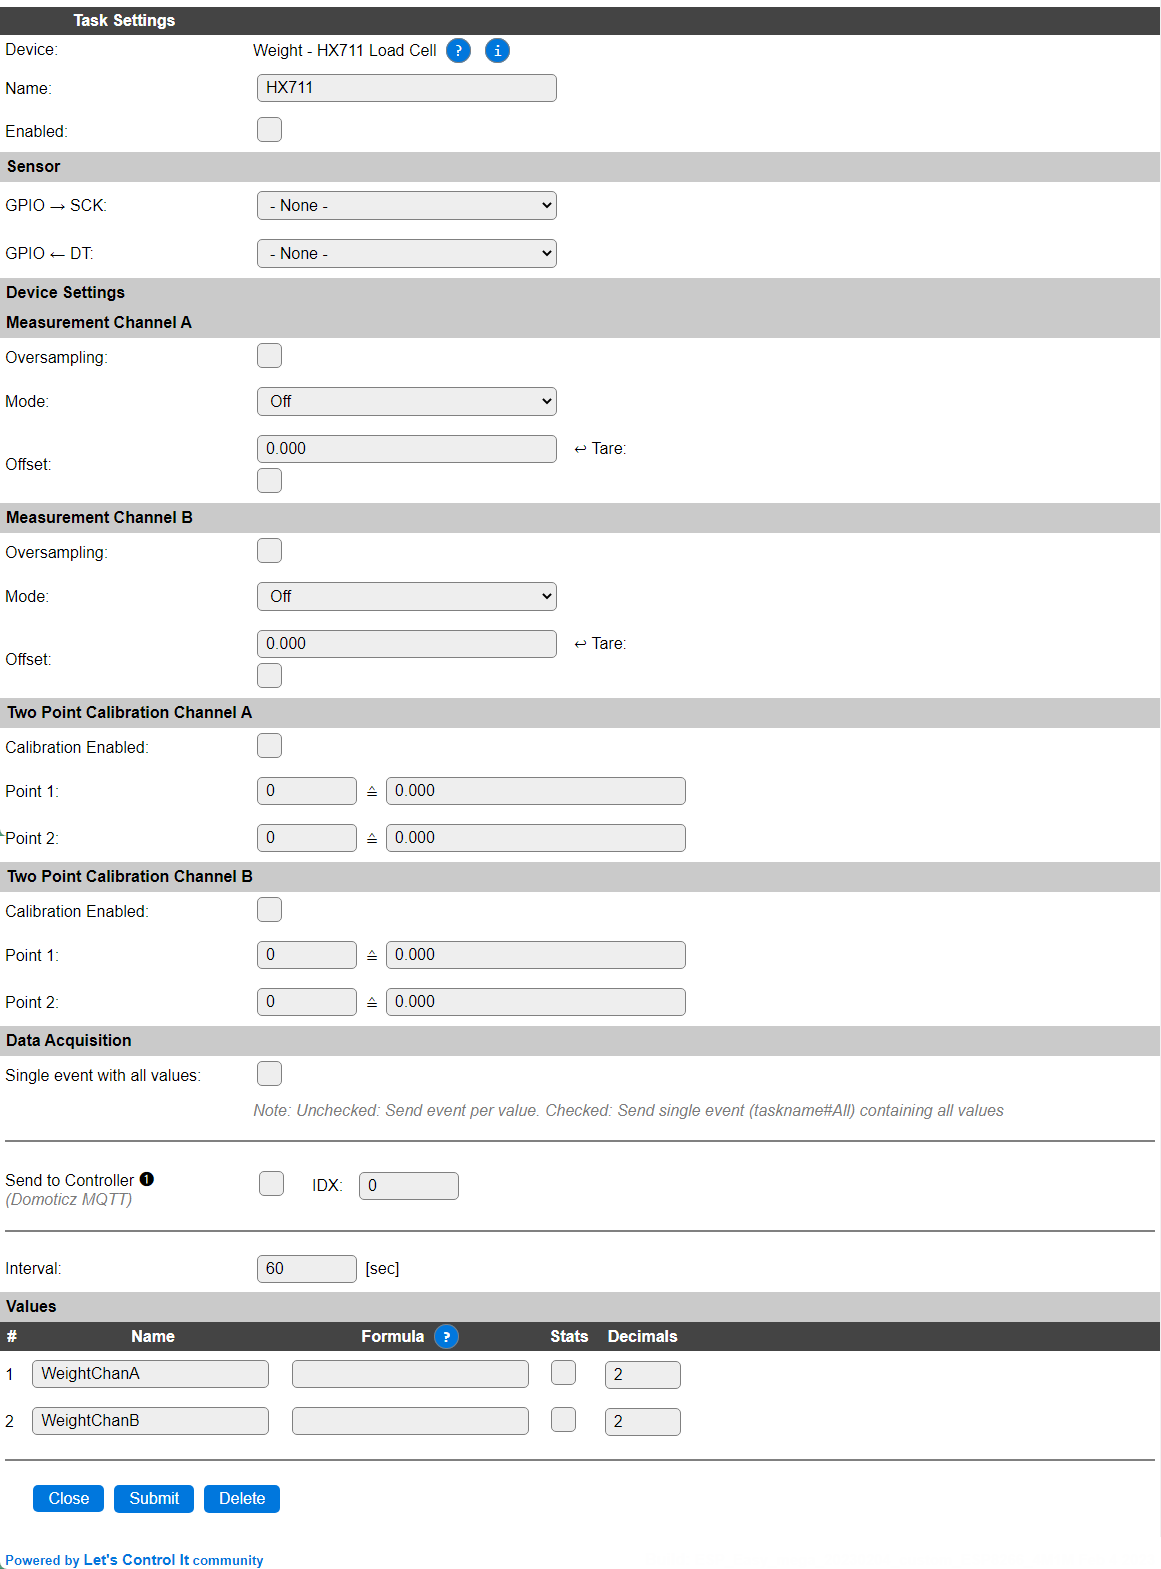 Task Settings
Device: Weight - HX711 Load Cell ? i
Name: HX711
Enabled:
Sensor
GPIO → SCK: - None -
GPIO ← DT: - None -
Device Settings
Measurement Channel A
Oversampling:
Mode: Off
Offset: 0.000 ↩ Tare:
Measurement Channel B
Oversampling:
Mode: Off
Offset: 0.000 ↩ Tare:
Two Point Calibration Channel A
Calibration Enabled:
Point 1: 0 ≙ 0.000
Point 2: 0 ≙ 0.000
Two Point Calibration Channel B
Calibration Enabled:
Point 1: 0 ≙ 0.000
Point 2: 0 ≙ 0.000
Data Acquisition
Single event with all values:
Note: Unchecked: Send event per value. Checked: Send single event (taskname#All) containing all values
Send to Controller ❶ IDX: 0
(Domoticz MQTT)
Interval: 60 [sec]
Values
# Name Formula ? Stats Decimals
1 WeightChanA 2
2 WeightChanB 2
Close Submit Delete
Powered by Let's Control It community